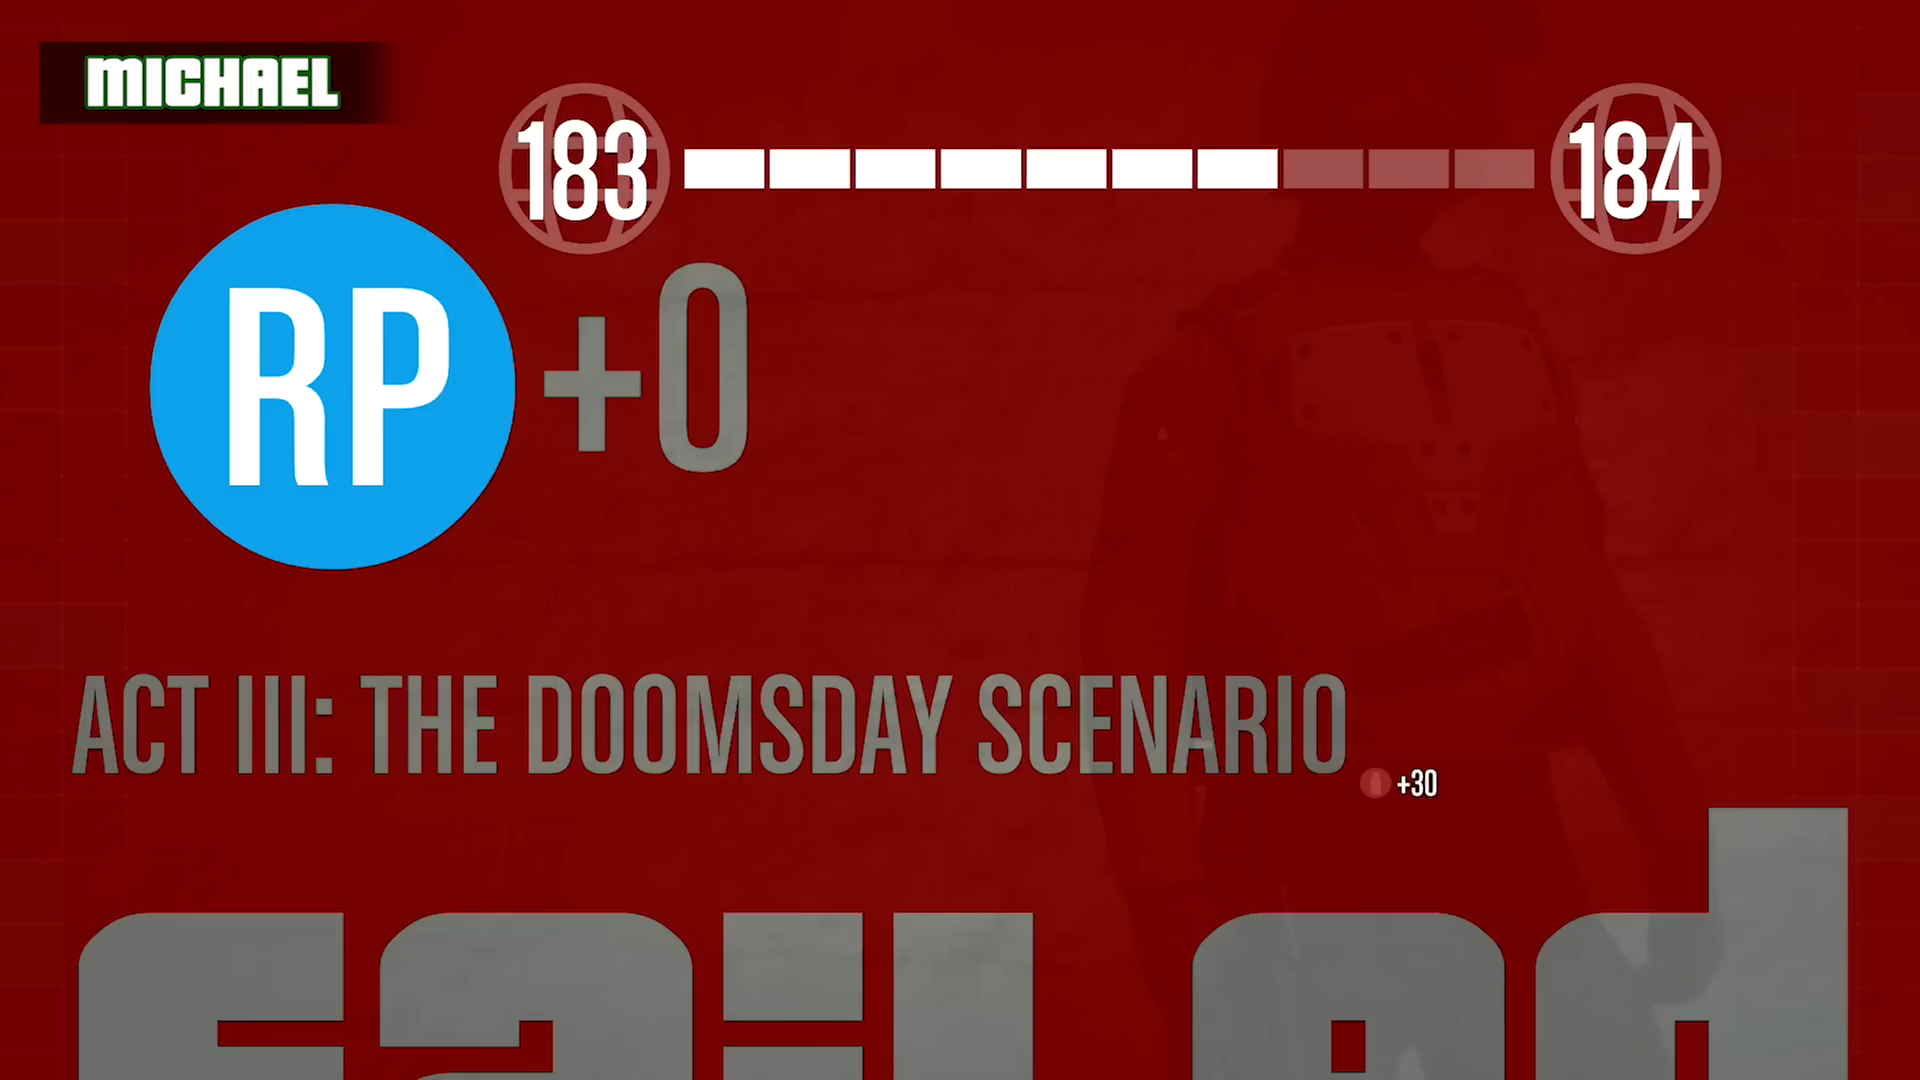 MICHAEL
183 184
RP +0
ACT III: THE DOOMSDAY SCENARIO
+30
failed